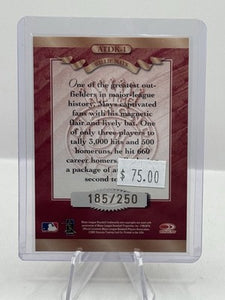 ATDK-1
WILLIE MAYS
One of the greatest out-
fielders in major-league
history, Mays captivated
fans with his magnetic
flair and lively bat. One
of only three players to
tally 3,000 hits and 500
homeruns, he hit 660
career homers
a package of
second to
$ 75.00
185/250